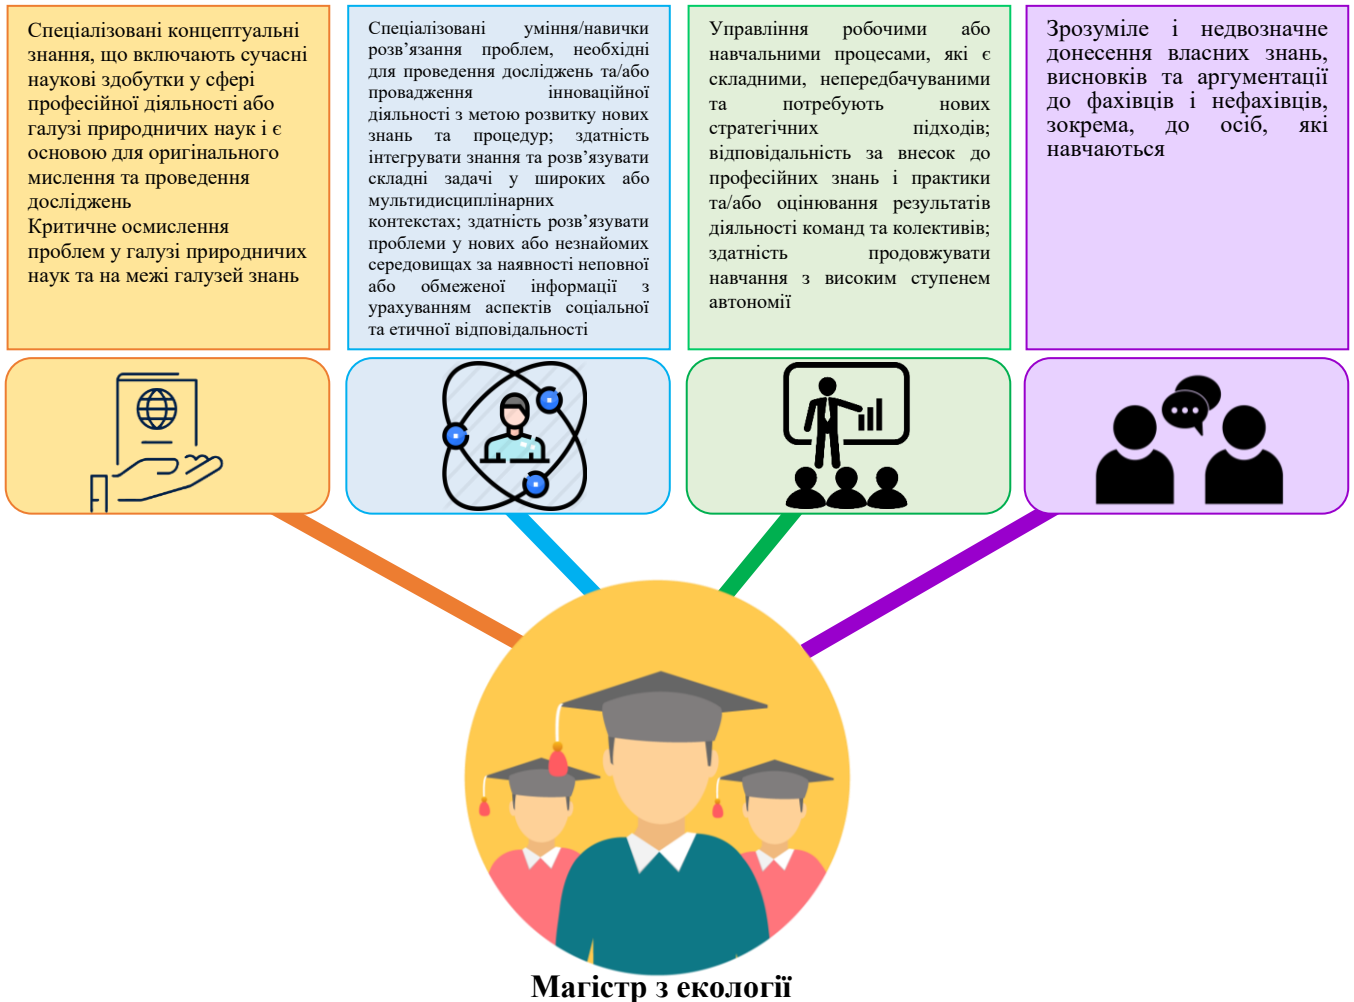 Спеціалізовані концептуальні
знання, що включають сучасні
наукові здобутки у сфері
професійної діяльності або
галузі природничих наук і є
основою для оригінального
мислення та проведення
досліджень
Критичне осмислення
проблем у галузі природничих
наук та на межі галузей знань
Спеціалізовані уміння/навички
розв’язання проблем, необхідні
для проведення досліджень та/або
провадження інноваційної
діяльності з метою розвитку нових
знань та процедур; здатність
інтегрувати знання та розв’язувати
складні задачі у широких або
мультидисциплінарних
контекстах; здатність розв’язувати
проблеми у нових або незнайомих
середовищах за наявності неповної
або обмеженої інформації з
урахуванням аспектів соціальної
та етичної відповідальності
Управління робочими або
навчальними процесами, які є
складними, непередбачуваними
та потребують нових
стратегічних підходів;
відповідальність за внесок до
професійних знань і практики
та/або оцінювання результатів
діяльності команд та колективів;
здатність продовжувати
навчання з високим ступенем
автономії
Зрозуміле і недвозначне
донесення власних знань,
висновків та аргументації
до фахівців і нефахівців,
зокрема, до осіб, які
навчаються
Магістр з екології